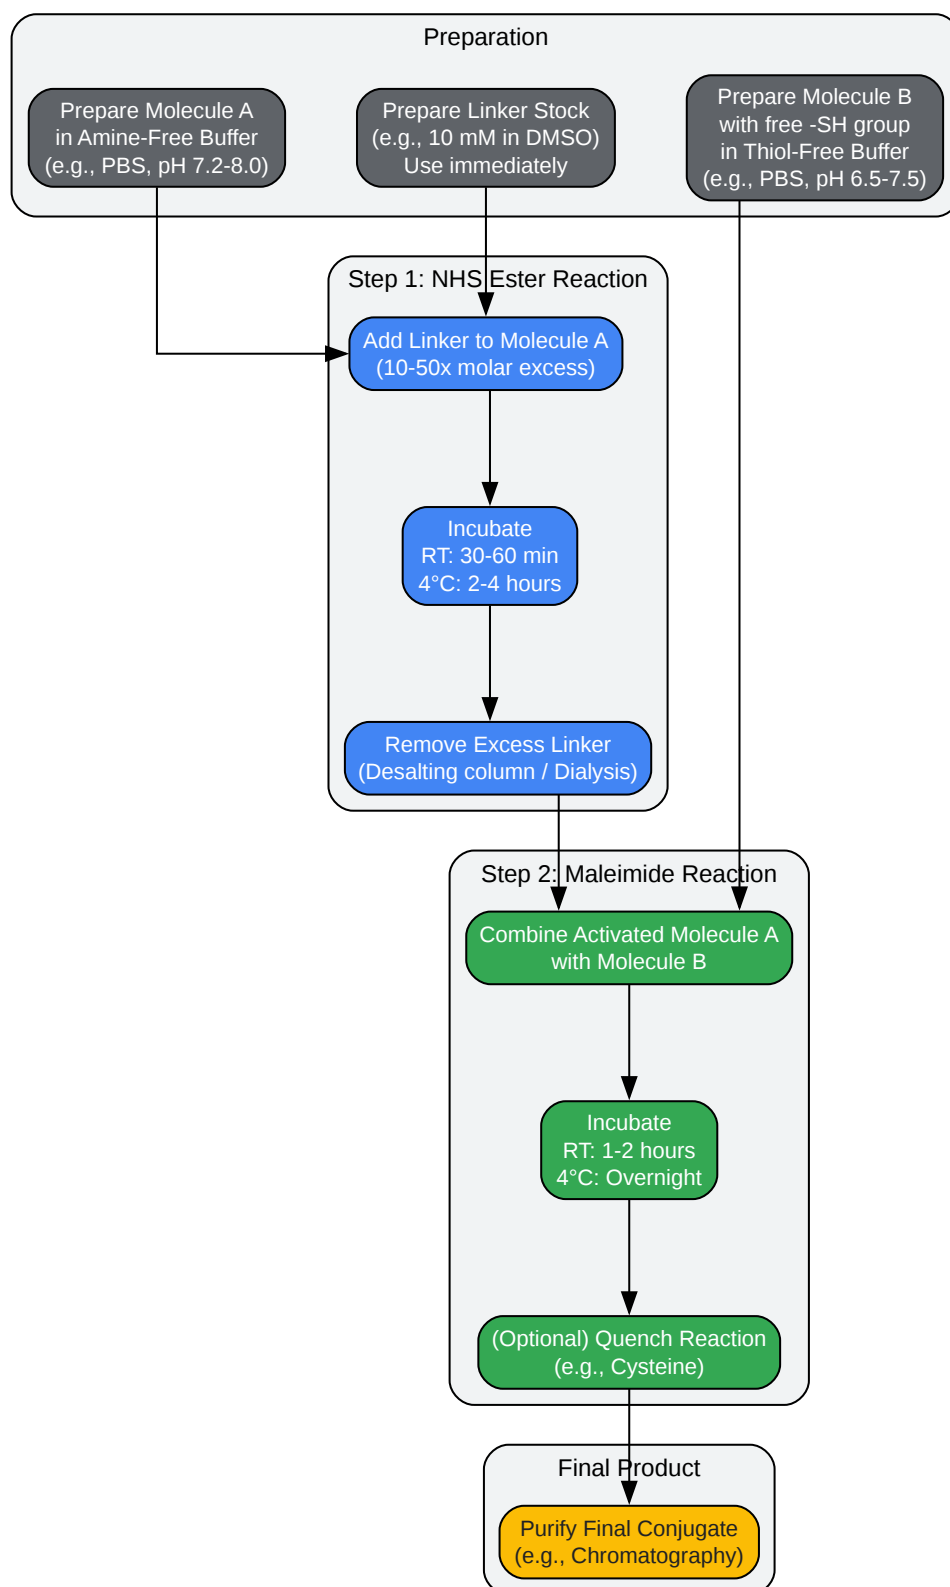 Preparation
Prepare Molecule A
in Amine-Free Buffer
(e.g., PBS, pH 7.2-8.0)
Prepare Linker Stock
(e.g., 10 mM in DMSO)
Use immediately
Prepare Molecule B
with free -SH group
in Thiol-Free Buffer
(e.g., PBS, pH 6.5-7.5)
Step 1: NHS Ester Reaction
Add Linker to Molecule A
(10-50x molar excess)
Incubate
RT: 30-60 min
4°C: 2-4 hours
Remove Excess Linker
(Desalting column / Dialysis)
Step 2: Maleimide Reaction
Combine Activated Molecule A
with Molecule B
Incubate
RT: 1-2 hours
4°C: Overnight
(Optional) Quench Reaction
(e.g., Cysteine)
Final Product
Purify Final Conjugate
(e.g., Chromatography)